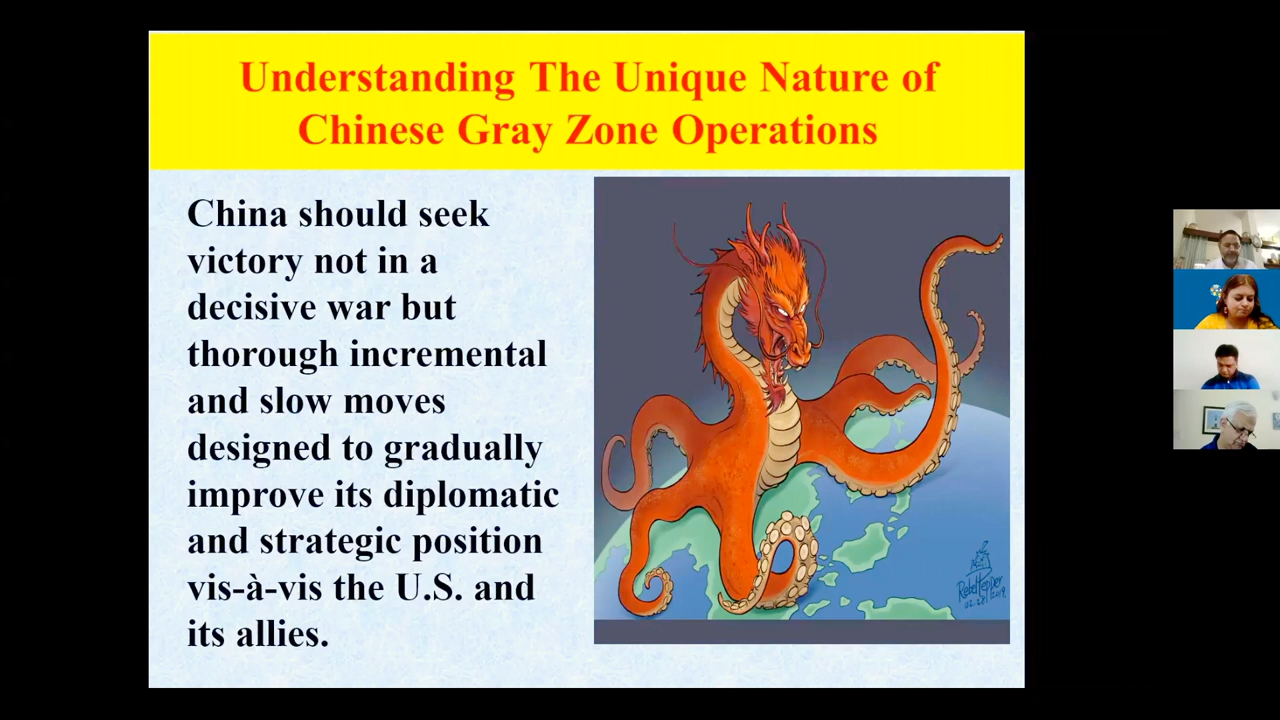 Understanding The Unique Nature of
Chinese Gray Zone Operations
China should seek
victory not in a
decisive war but
thorough incremental
and slow moves
designed to gradually
improve its diplomatic
and strategic position
vis-à-vis the U.S. and
its allies.